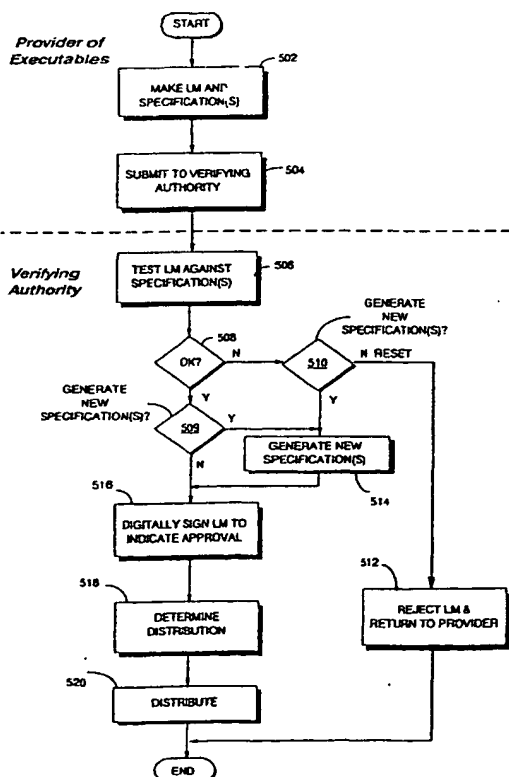 START
Provider of
Executables
502
MAKE LM AND
SPECIFICATION(S)
SUBMIT TO VERIFYING
AUTHORITY
504
Verifying
Authority
TEST LM AGAINST
SPECIFICATION(S)
506
GENERATE
NEW
SPECIFICATION(S)?
508
OK?
N
510
N RESET
GENERATE
NEW
SPECIFICATION(S)?
Y
Y
509
Y
GENERATE NEW
SPECIFICATION(S)
N
514
516
DIGITALLY SIGN LM TO
INDICATE APPROVAL
512
518
DETERMINE
DISTRIBUTION
REJECT LM &
RETURN TO PROVIDER
520
DISTRIBUTE
END